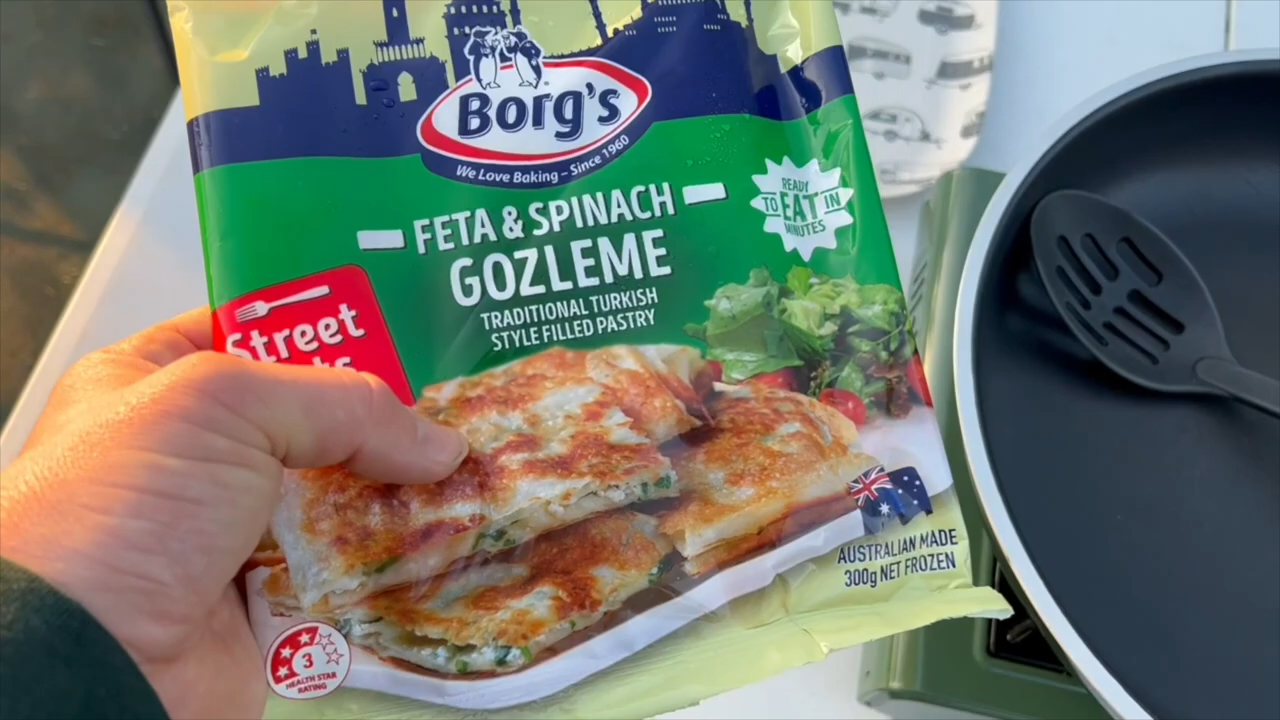 Borg's
We Love Baking – Since 1960
FETA & SPINACH
GOZLEME
TRADITIONAL TURKISH
STYLE FILLED PASTRY
READY
TO EAT IN
MINUTES
Street
AUSTRALIAN MADE
300g NET FROZEN
3
HEALTH STAR
RATING